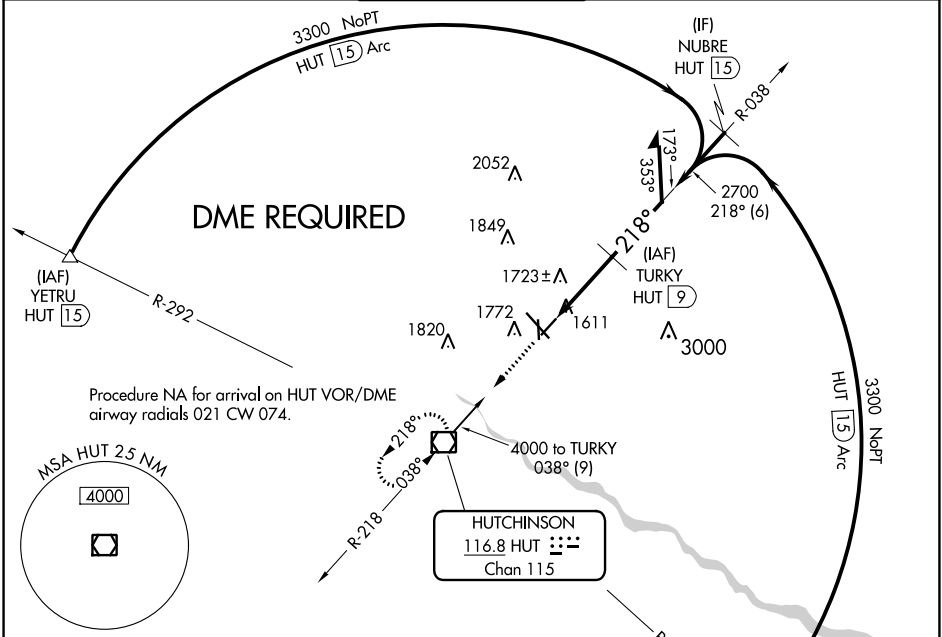 3300 NoPT
HUT 15 Arc
(IF)
NUBRE
HUT 15
R-038
173°
353°
2052
2700
218° (6)
DME REQUIRED
1849
218°
(IAF)
TURKY
HUT 9
1723±
(IAF)
YETRU
HUT 15
R-292
1772
1611
1820
3000
3300 NoPT
HUT 15 Arc
Procedure NA for arrival on HUT VOR/DME
airway radials 021 CW 074.
218°
038°
4000 to TURKY
038° (9)
MSA HUT 25 NM
4000
R-218
HUTCHINSON
116.8 HUT
Chan 115